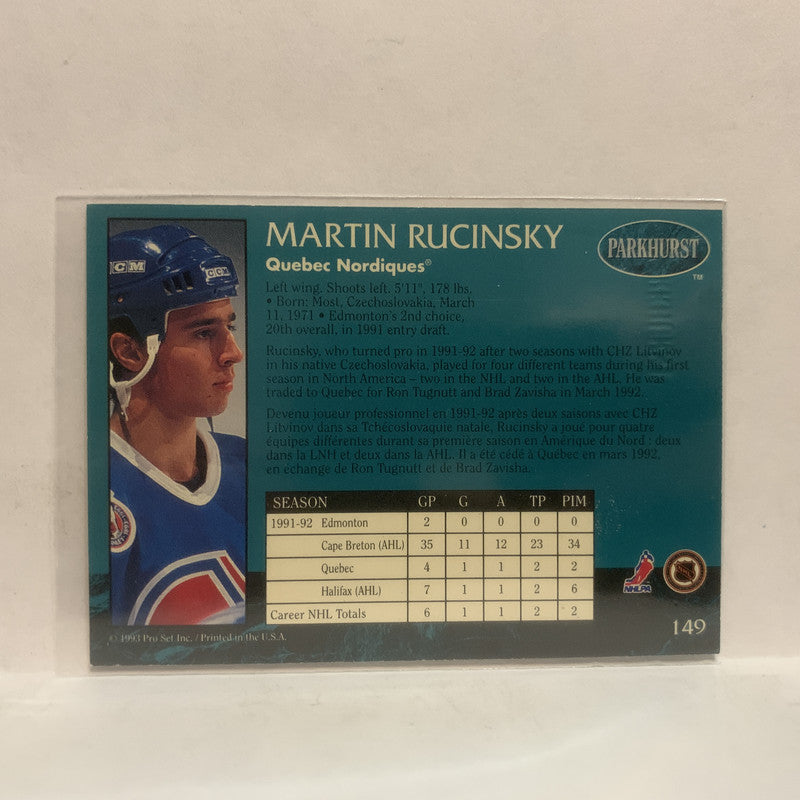 MARTIN RUCINSKY
Quebec Nordiques®
PARKHURST
TM
CCM
CCM
Left wing. Shoots left. 5'11", 178 lbs.
• Born: Most, Czechoslovakia, March
11, 1971 • Edmonton's 2nd choice,
20th overall, in 1991 entry draft.
Rucinsky, who turned pro in 1991-92 after two seasons with CHZ Litvinov
in his native Czechoslovakia, played for four different teams during his first
season in North America – two in the NHL and two in the AHL. He was
traded to Quebec for Ron Tugnutt and Brad Zavisha in March 1992.
Devenu joueur professionnel en 1991-92 après deux saisons avec CHZ
Litvinov dans sa Tchécoslovaquie natale, Rucinsky a joué pour quatre
équipes différentes durant sa première saison en Amérique du Nord : deux
dans la LNH et deux dans la AHL. Il a été cédé à Québec en mars 1992,
en échange de Ron Tugnutt et de Brad Zavisha.
SEASON GP G A TP PIM
1991-92 Edmonton 2 0 0 0 0
Cape Breton (AHL) 35 11 12 23 34
Quebec 4 1 1 2 2
Halifax (AHL) 7 1 1 2 6
Career NHL Totals 6 1 1 2 2
NHLPA
© 1993 Pro Set Inc. / Printed in the U.S.A.
149